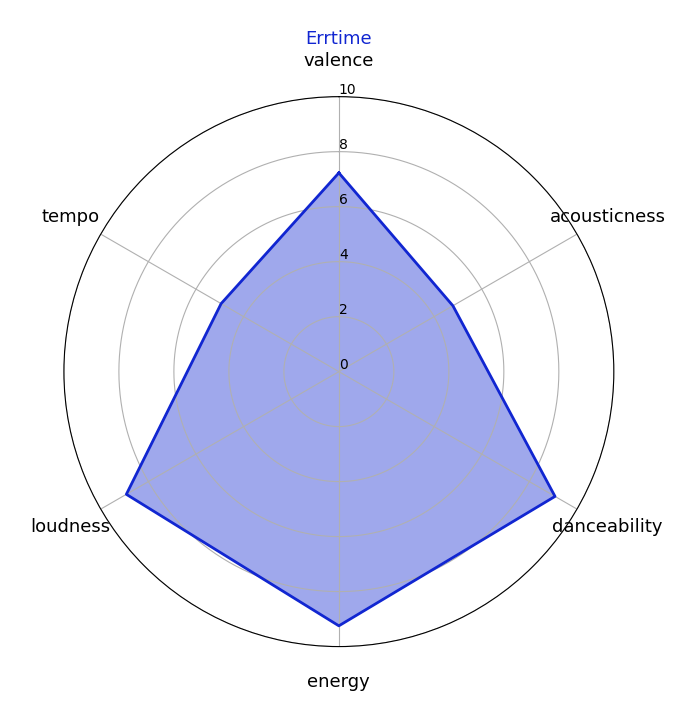 Errtime
valence
10
8
6
4
2
0
tempo
acousticness
loudness
danceability
energy